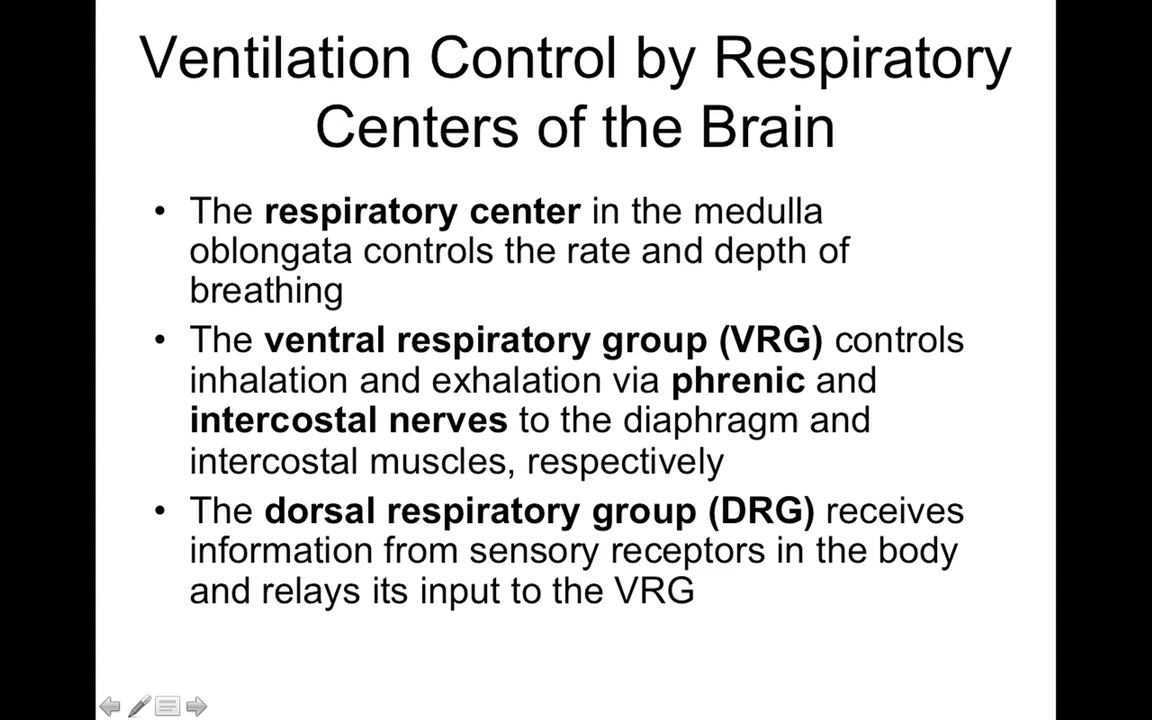 Ventilation Control by Respiratory
Centers of the Brain
• The respiratory center in the medulla
oblongata controls the rate and depth of
breathing
• The ventral respiratory group (VRG) controls
inhalation and exhalation via phrenic and
intercostal nerves to the diaphragm and
intercostal muscles, respectively
• The dorsal respiratory group (DRG) receives
information from sensory receptors in the body
and relays its input to the VRG